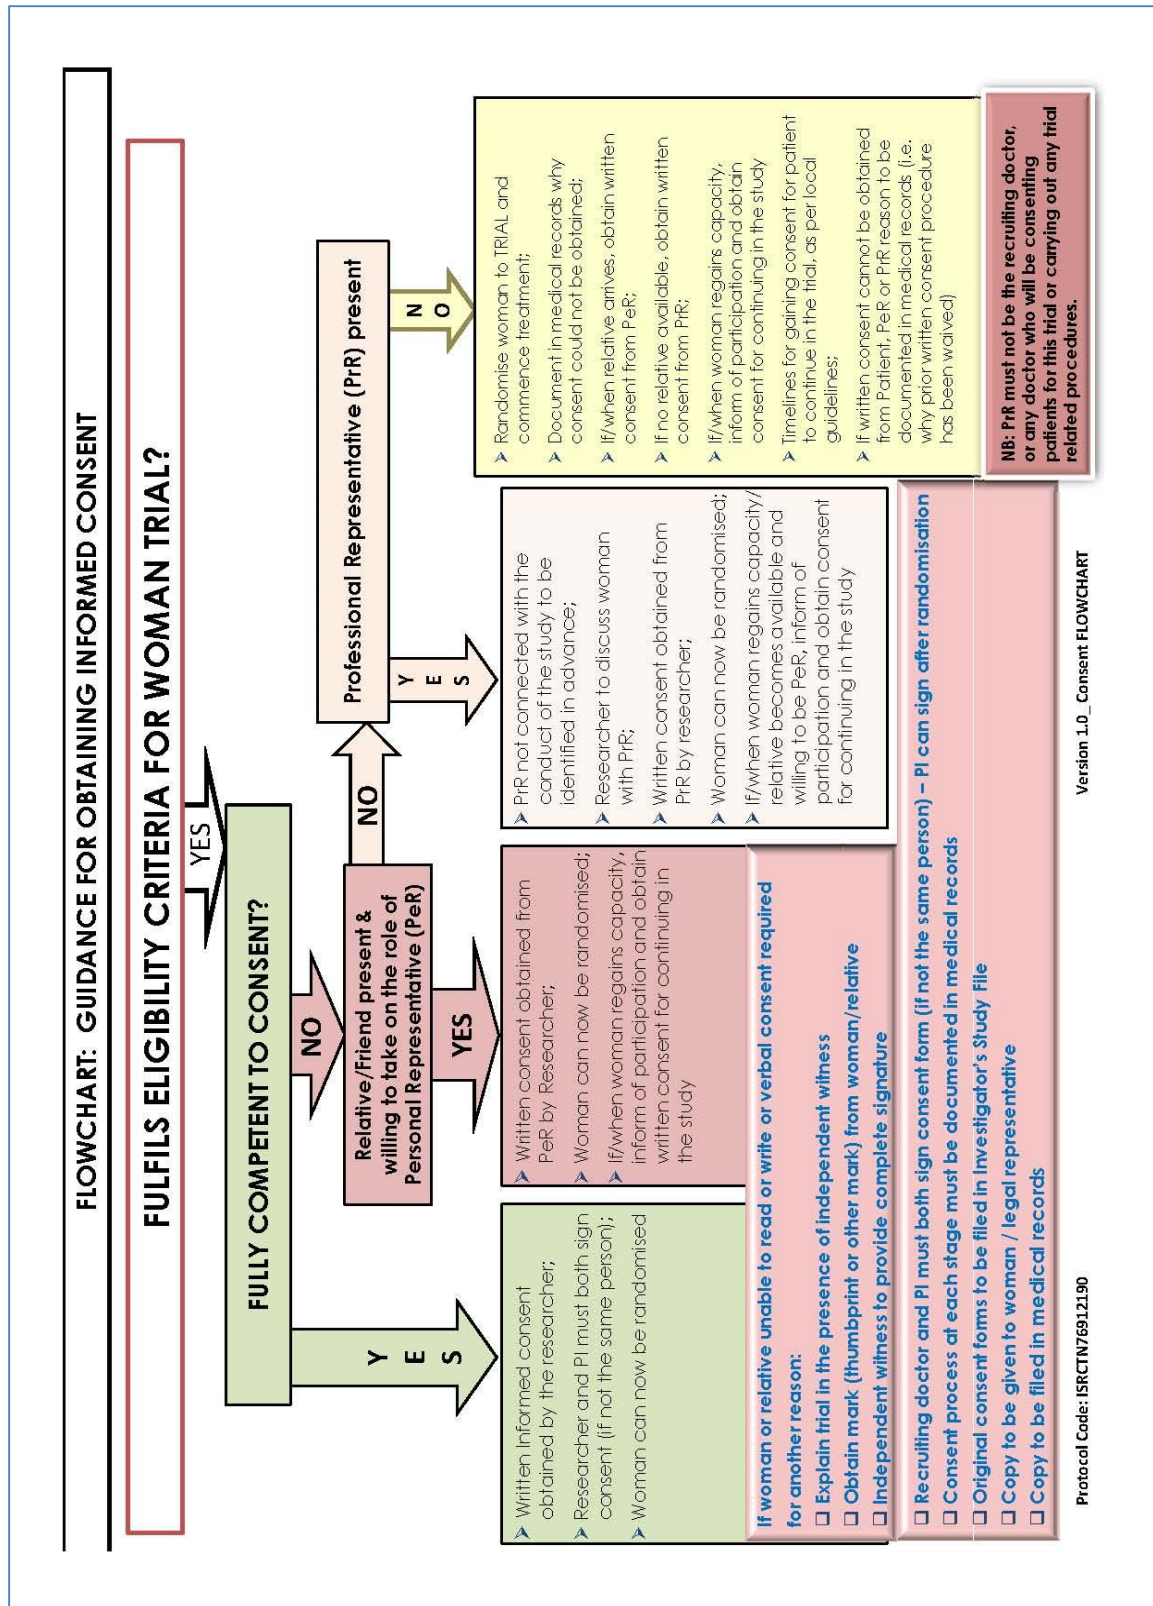 FLOWCHART: GUIDANCE FOR OBTAINING INFORMED CONSENT
FULFILS ELIGIBILITY CRITERIA FOR WOMAN TRIAL?
YES
FULLY COMPETENT TO CONSENT?
YES
NO
Relative/Friend present &
willing to take on the role of
Personal Representative (PeR)
NO
Professional Representative (PrR) present
YES
YES
NO
➢ Written Informed consent
obtained by the researcher;
➢ Researcher and PI must both sign
consent (if not the same person);
➢ Woman can now be randomised
➢ Written consent obtained from
PeR by Researcher;
➢ Woman can now be randomised;
➢ If/when woman regains capacity,
inform of participation and obtain
written consent for continuing in
the study
➢ PrR not connected with the
conduct of the study to be
identified in advance;
➢ Researcher to discuss woman
with PrR;
➢ Written consent obtained from
PrR by researcher;
➢ Woman can now be randomised;
➢ If/when woman regains capacity/
relative becomes available and
willing to be PeR, inform of
participation and obtain consent
for continuing in the study
➢ Randomise woman to TRIAL and
commence treatment;
➢ Document in medical records why
consent could not be obtained;
➢ If/when relative arrives, obtain written
consent from PeR;
➢ If no relative available, obtain written
consent from PrR;
➢ If/when woman regains capacity,
inform of participation and obtain
consent for continuing in the study
➢ Timelines for gaining consent for patient
to continue in the trial, as per local
guidelines;
➢ If written consent cannot be obtained
from Patient, PeR or PrR reason to be
documented in medical records (i.e.
why prior written consent procedure
has been waived)
If woman or relative unable to read or write or verbal consent required
for another reason:
❑ Explain trial in the presence of independent witness
❑ Obtain mark (thumbprint or other mark) from woman/relative
❑ Independent witness to provide complete signature
❑ Recruiting doctor and PI must both sign consent form (if not the same person) – PI can sign after randomisation
❑ Consent process at each stage must be documented in medical records
❑ Original consent forms to be filed in Investigator's Study File
❑ Copy to be given to woman / legal representative
❑ Copy to be filed in medical records
NB: PrR must not be the recruiting doctor,
or any doctor who will be consenting
patients for this trial or carrying out any trial
related procedures.
Protocol Code: ISRCTN76912190
Version 1.0_ Consent FLOWCHART